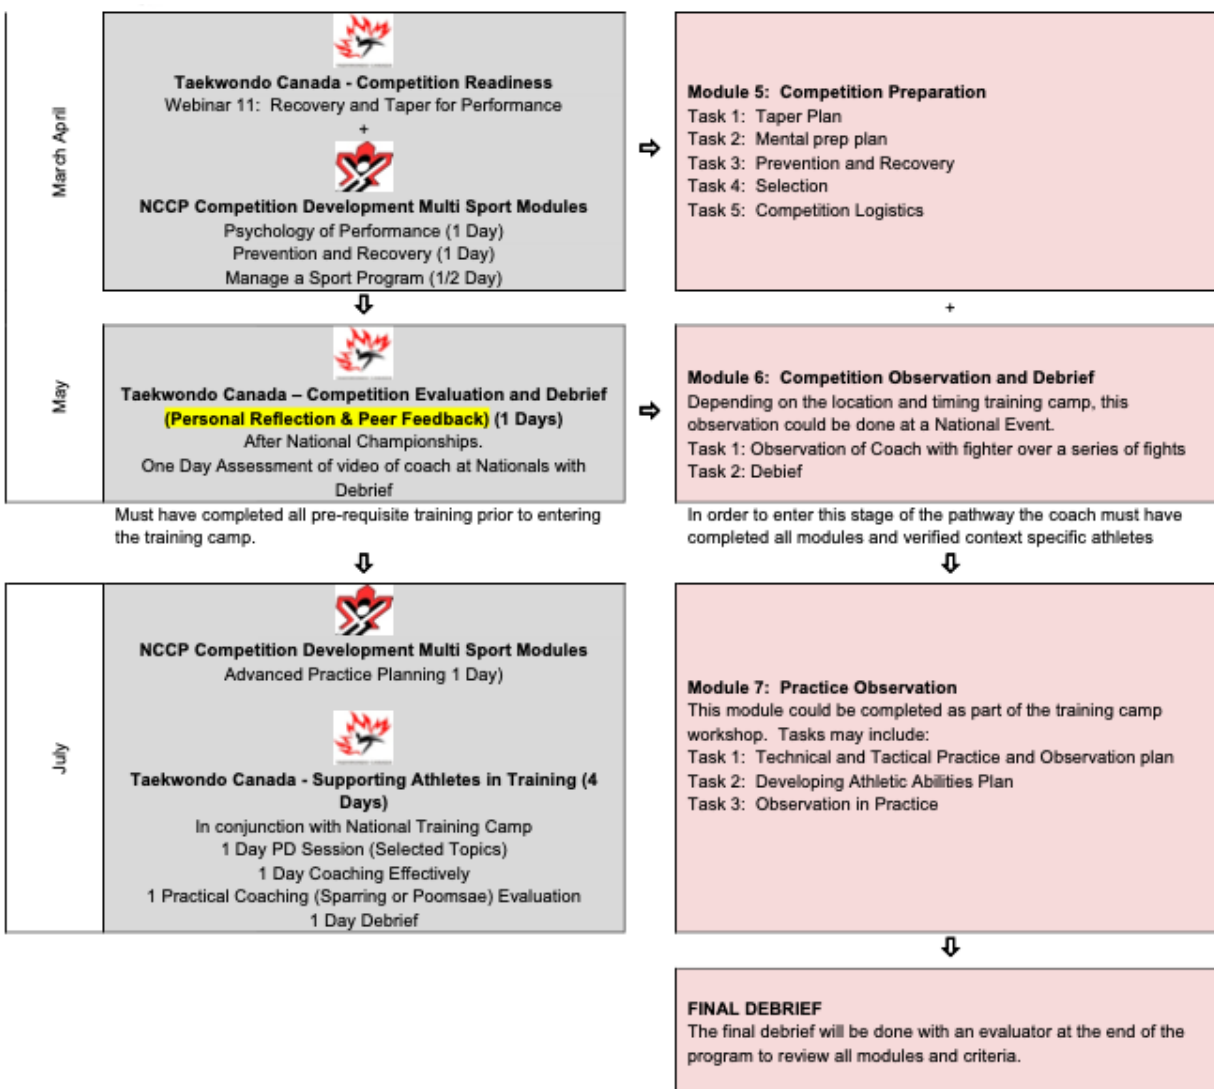 March April
Taekwondo Canada - Competition Readiness
Webinar 11: Recovery and Taper for Performance
+
NCCP Competition Development Multi Sport Modules
Psychology of Performance (1 Day)
Prevention and Recovery (1 Day)
Manage a Sport Program (1/2 Day)
Module 5: Competition Preparation
Task 1: Taper Plan
Task 2: Mental prep plan
Task 3: Prevention and Recovery
Task 4: Selection
Task 5: Competition Logistics
+
May
Taekwondo Canada – Competition Evaluation and Debrief
(Personal Reflection & Peer Feedback) (1 Days)
After National Championships.
One Day Assessment of video of coach at Nationals with
Debrief
Module 6: Competition Observation and Debrief
Depending on the location and timing training camp, this
observation could be done at a National Event.
Task 1: Observation of Coach with fighter over a series of fights
Task 2: Debief
Must have completed all pre-requisite training prior to entering
the training camp.
In order to enter this stage of the pathway the coach must have
completed all modules and verified context specific athletes
July
NCCP Competition Development Multi Sport Modules
Advanced Practice Planning 1 Day)
Taekwondo Canada - Supporting Athletes in Training (4
Days)
In conjunction with National Training Camp
1 Day PD Session (Selected Topics)
1 Day Coaching Effectively
1 Practical Coaching (Sparring or Poomsae) Evaluation
1 Day Debrief
Module 7: Practice Observation
This module could be completed as part of the training camp
workshop. Tasks may include:
Task 1: Technical and Tactical Practice and Observation plan
Task 2: Developing Athletic Abilities Plan
Task 3: Observation in Practice
FINAL DEBRIEF
The final debrief will be done with an evaluator at the end of the
program to review all modules and criteria.